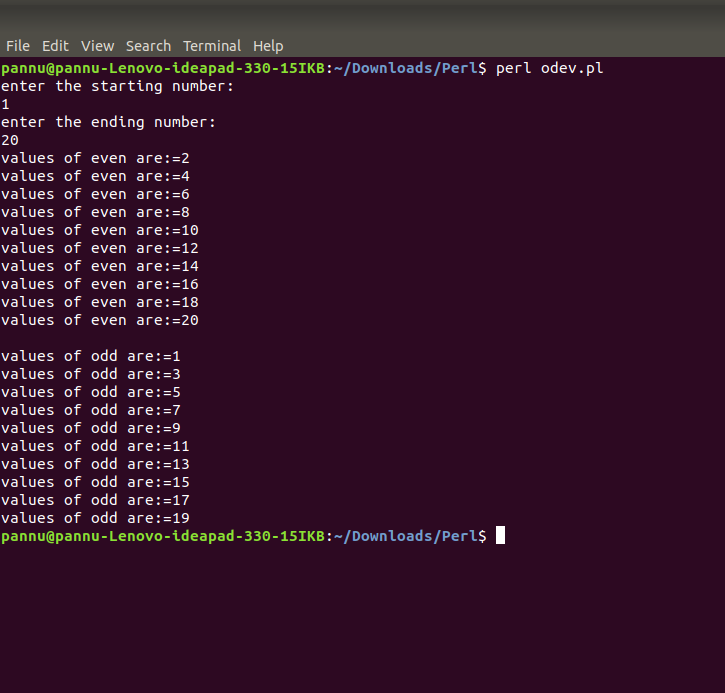 File Edit View Search Terminal Help
pannu@pannu-Lenovo-ideapad-330-15IKB:~/Downloads/Perl$ perl odev.pl
enter the starting number:
1
enter the ending number:
20
values of even are:=2
values of even are:=4
values of even are:=6
values of even are:=8
values of even are:=10
values of even are:=12
values of even are:=14
values of even are:=16
values of even are:=18
values of even are:=20
values of odd are:=1
values of odd are:=3
values of odd are:=5
values of odd are:=7
values of odd are:=9
values of odd are:=11
values of odd are:=13
values of odd are:=15
values of odd are:=17
values of odd are:=19
pannu@pannu-Lenovo-ideapad-330-15IKB:~/Downloads/Perl$